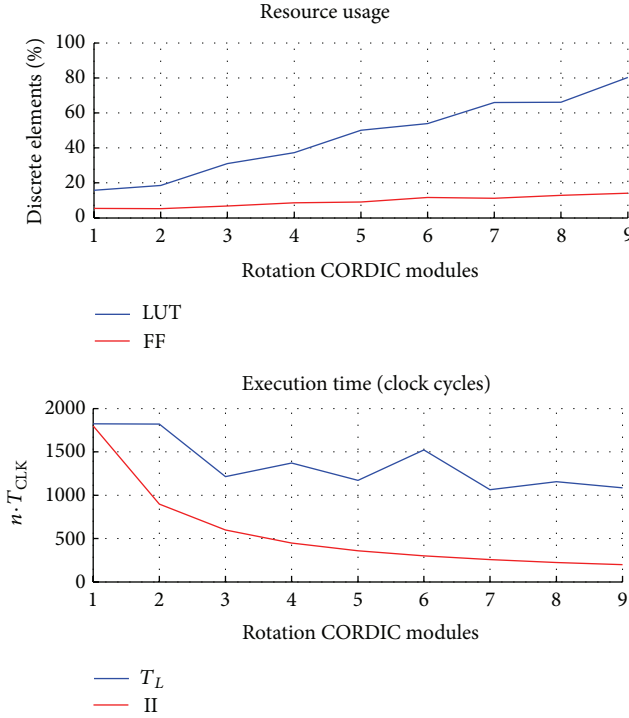 Resource usage
Discrete elements (%)
100
80
60
40
20
0
1 2 3 4 5 6 7 8 9
Rotation CORDIC modules
LUT
FF
Execution time (clock cycles)
n· T_CLK
2000
1500
1000
500
0
1 2 3 4 5 6 7 8 9
Rotation CORDIC modules
T_L
II